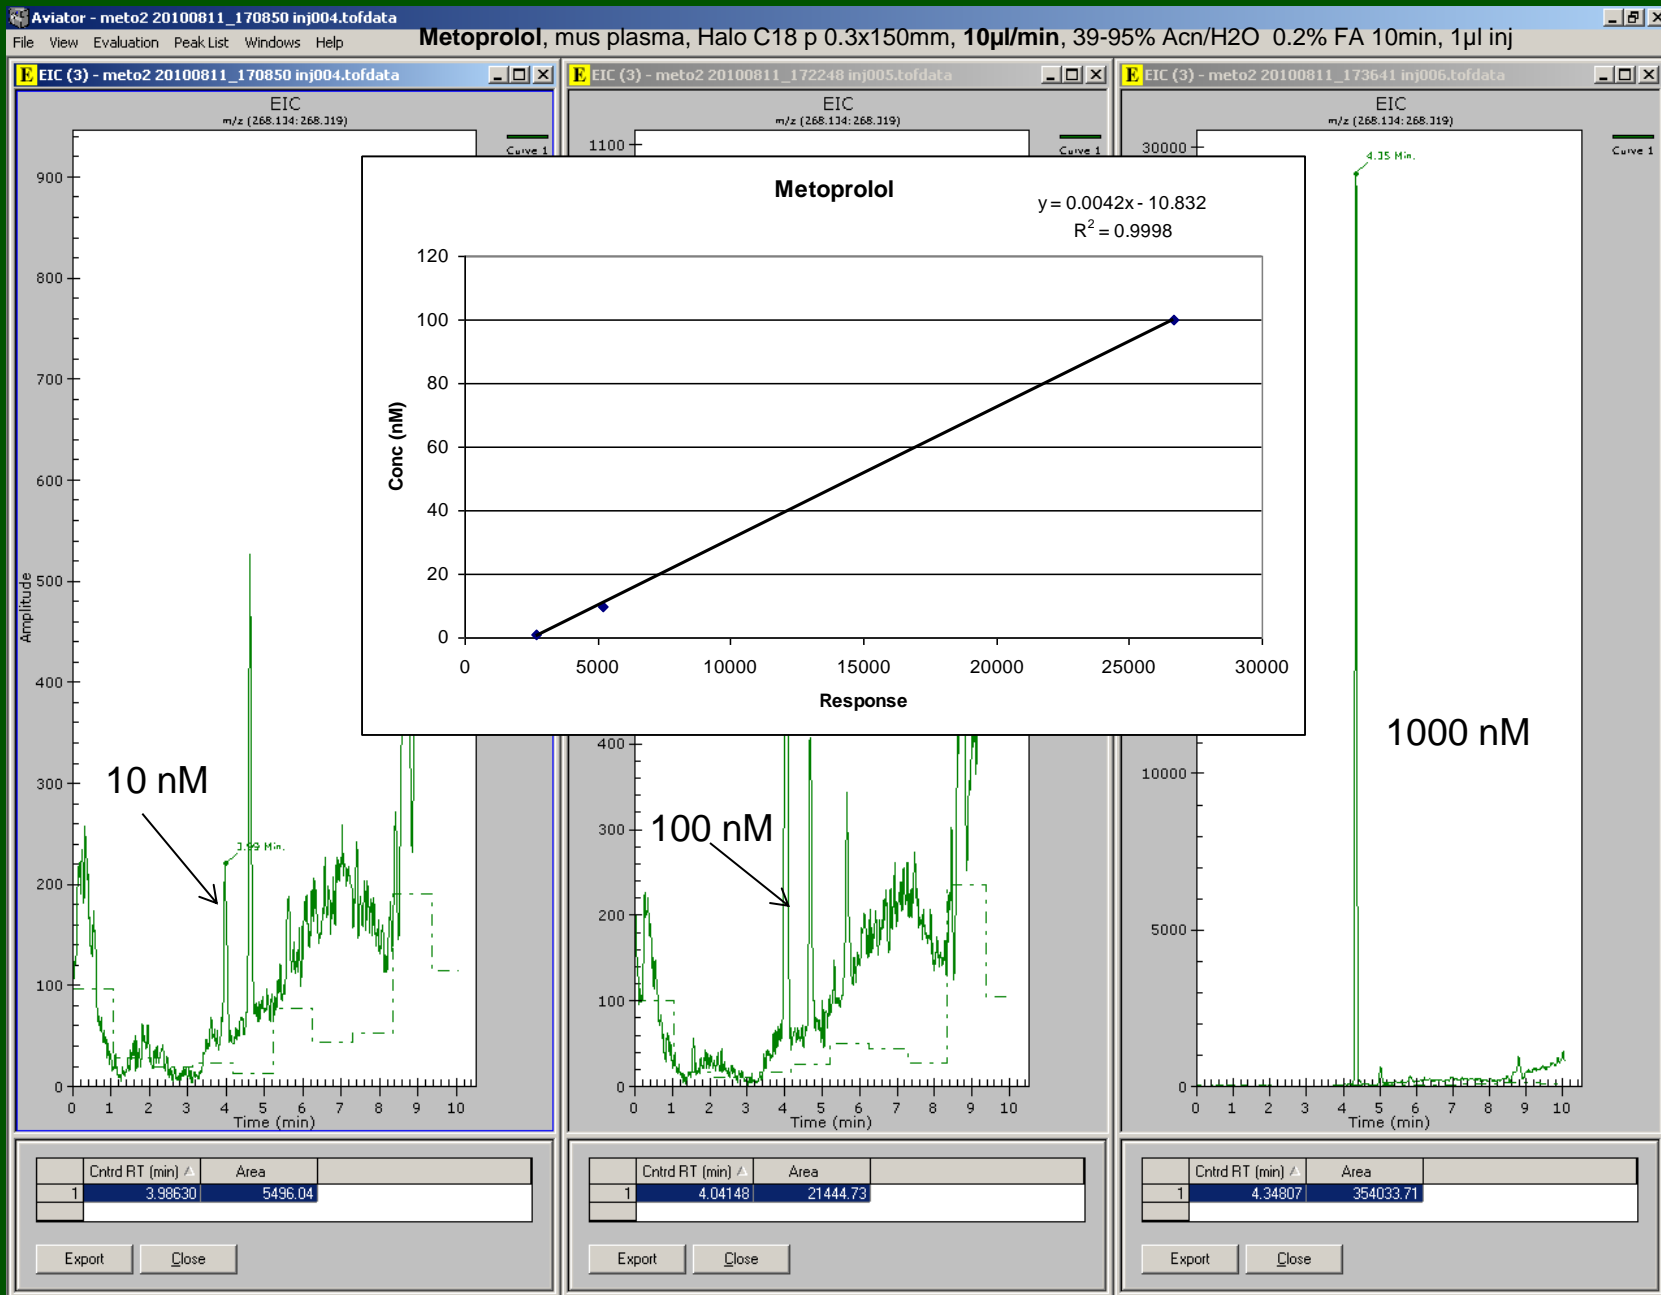 Aviator - meto2 20100811_170850 inj004.tofdata
File View Evaluation Peak List Windows Help
Metoprolol, mus plasma, Halo C18 p 0.3x150mm, 10µl/min, 39-95% Acn/H2O 0.2% FA 10min, 1µl inj
E EIC (3) - meto2 20100811_170850 inj004.tofdata
EIC
m/z (268.134:268.319)
Curve 1
900
800
700
600
500
400
300
200
100
0
Amplitude
10 nM
3.99 Min.
0 1 2 3 4 5 6 7 8 9 10
Time (min)
Cntrd RT (min) Area
1 3.98630 5496.04
Export Close
E EIC (3) - meto2 20100811_172248 inj005.tofdata
EIC
m/z (268.134:268.319)
Curve 1
1100
400
300
200
100
0
100 nM
0 1 2 3 4 5 6 7 8 9 10
Time (min)
Cntrd RT (min) Area
1 4.04148 21444.73
Export Close
E EIC (3) - meto2 20100811_173641 inj006.tofdata
EIC
m/z (268.134:268.319)
Curve 1
30000
10000
5000
0
4.35 Min.
1000 nM
0 1 2 3 4 5 6 7 8 9 10
Time (min)
Cntrd RT (min) Area
1 4.34807 354033.71
Export Close
Metoprolol
y = 0.0042x - 10.832
R² = 0.9998
120
100
80
60
40
20
0
Conc (nM)
0 5000 10000 15000 20000 25000 30000
Response